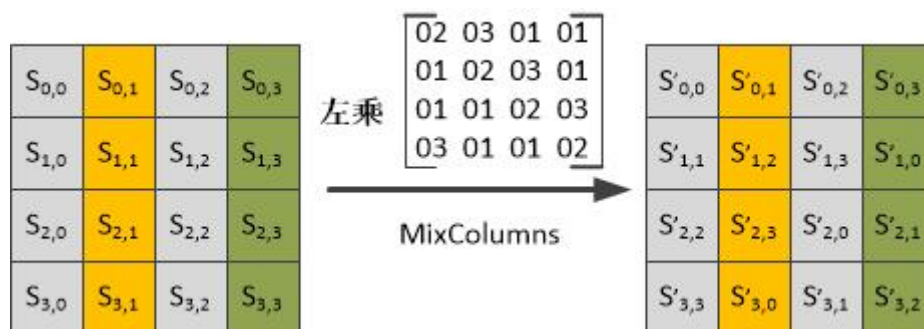 02 03 01 01
01 02 03 01
01 01 02 03
03 01 01 02
左乘
MixColumns
S0,0 S0,1 S0,2 S0,3
S1,0 S1,1 S1,2 S1,3
S2,0 S2,1 S2,2 S2,3
S3,0 S3,1 S3,2 S3,3
S'0,0 S'0,1 S'0,2 S'0,3
S'1,1 S'1,2 S'1,3 S'1,0
S'2,2 S'2,3 S'2,0 S'2,1
S'3,3 S'3,0 S'3,1 S'3,2